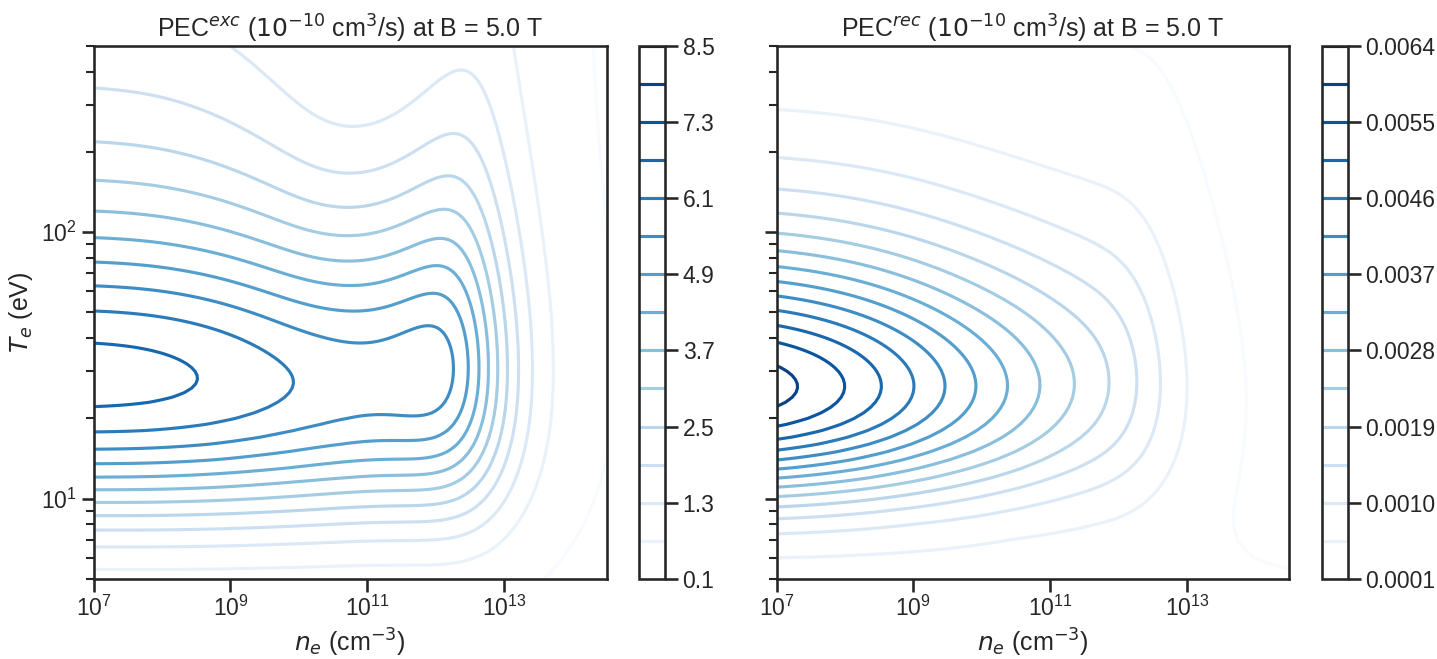 PEC^exc (10^−10 cm^3/s) at B = 5.0 T
T_e (eV)
10^2
10^1
10^7 10^9 10^11 10^13
n_e (cm^−3)
8.5
7.3
6.1
4.9
3.7
2.5
1.3
0.1
PEC^rec (10^−10 cm^3/s) at B = 5.0 T
10^7 10^9 10^11 10^13
n_e (cm^−3)
0.0064
0.0055
0.0046
0.0037
0.0028
0.0019
0.0010
0.0001